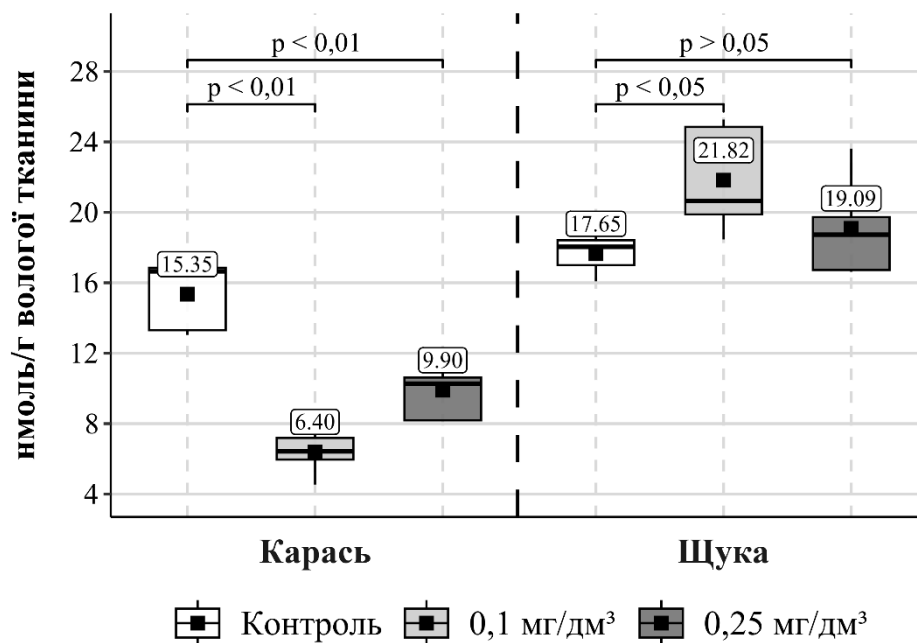 нмоль/г вологої тканини
28
24
20
16
12
8
4
p < 0,01
p < 0,01
p > 0,05
p < 0,05
15.35
6.40
9.90
17.65
21.82
19.09
Карась
Щука
Контроль
0,1 мг/дм³
0,25 мг/дм³